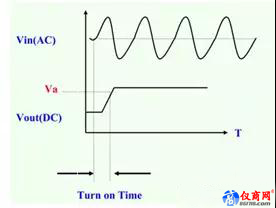 Vin(AC)
Va
Vout(DC)
T
Turn on Time
仪商网